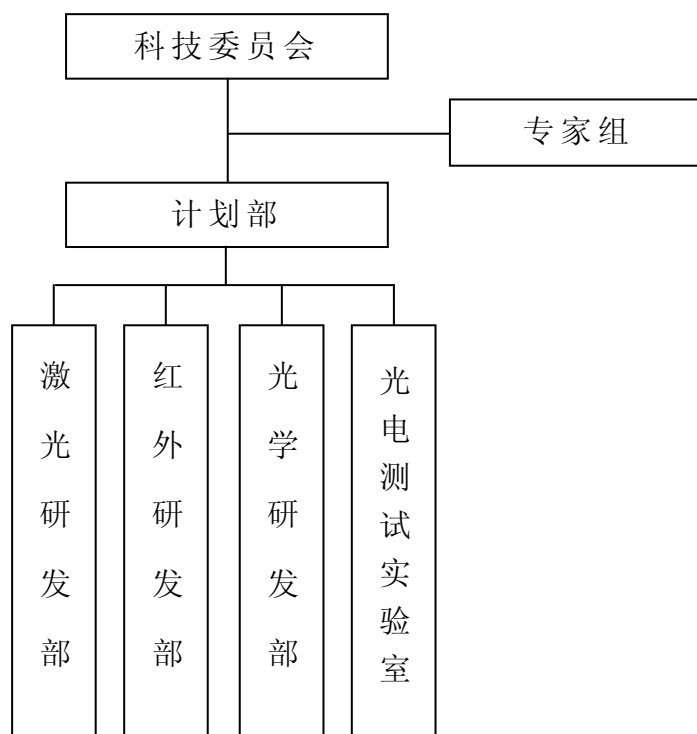 科技委员会
专家组
计划部
激光研发部
红外研发部
光学研发部
光电测试实验室